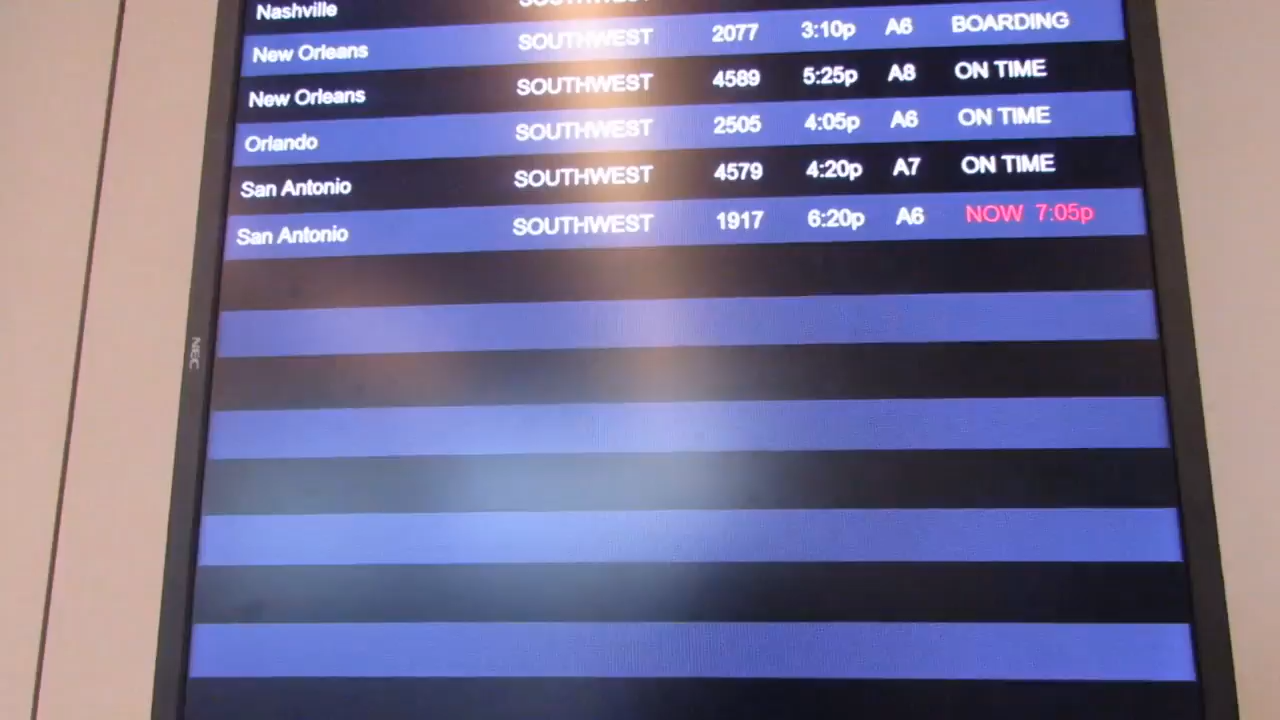 Nashville SOUTHWEST
New Orleans SOUTHWEST 2077 3:10p A6 BOARDING
New Orleans SOUTHWEST 4589 5:25p A8 ON TIME
Orlando SOUTHWEST 2505 4:05p A6 ON TIME
San Antonio SOUTHWEST 4579 4:20p A7 ON TIME
San Antonio SOUTHWEST 1917 6:20p A6 NOW 7:05p
NEC